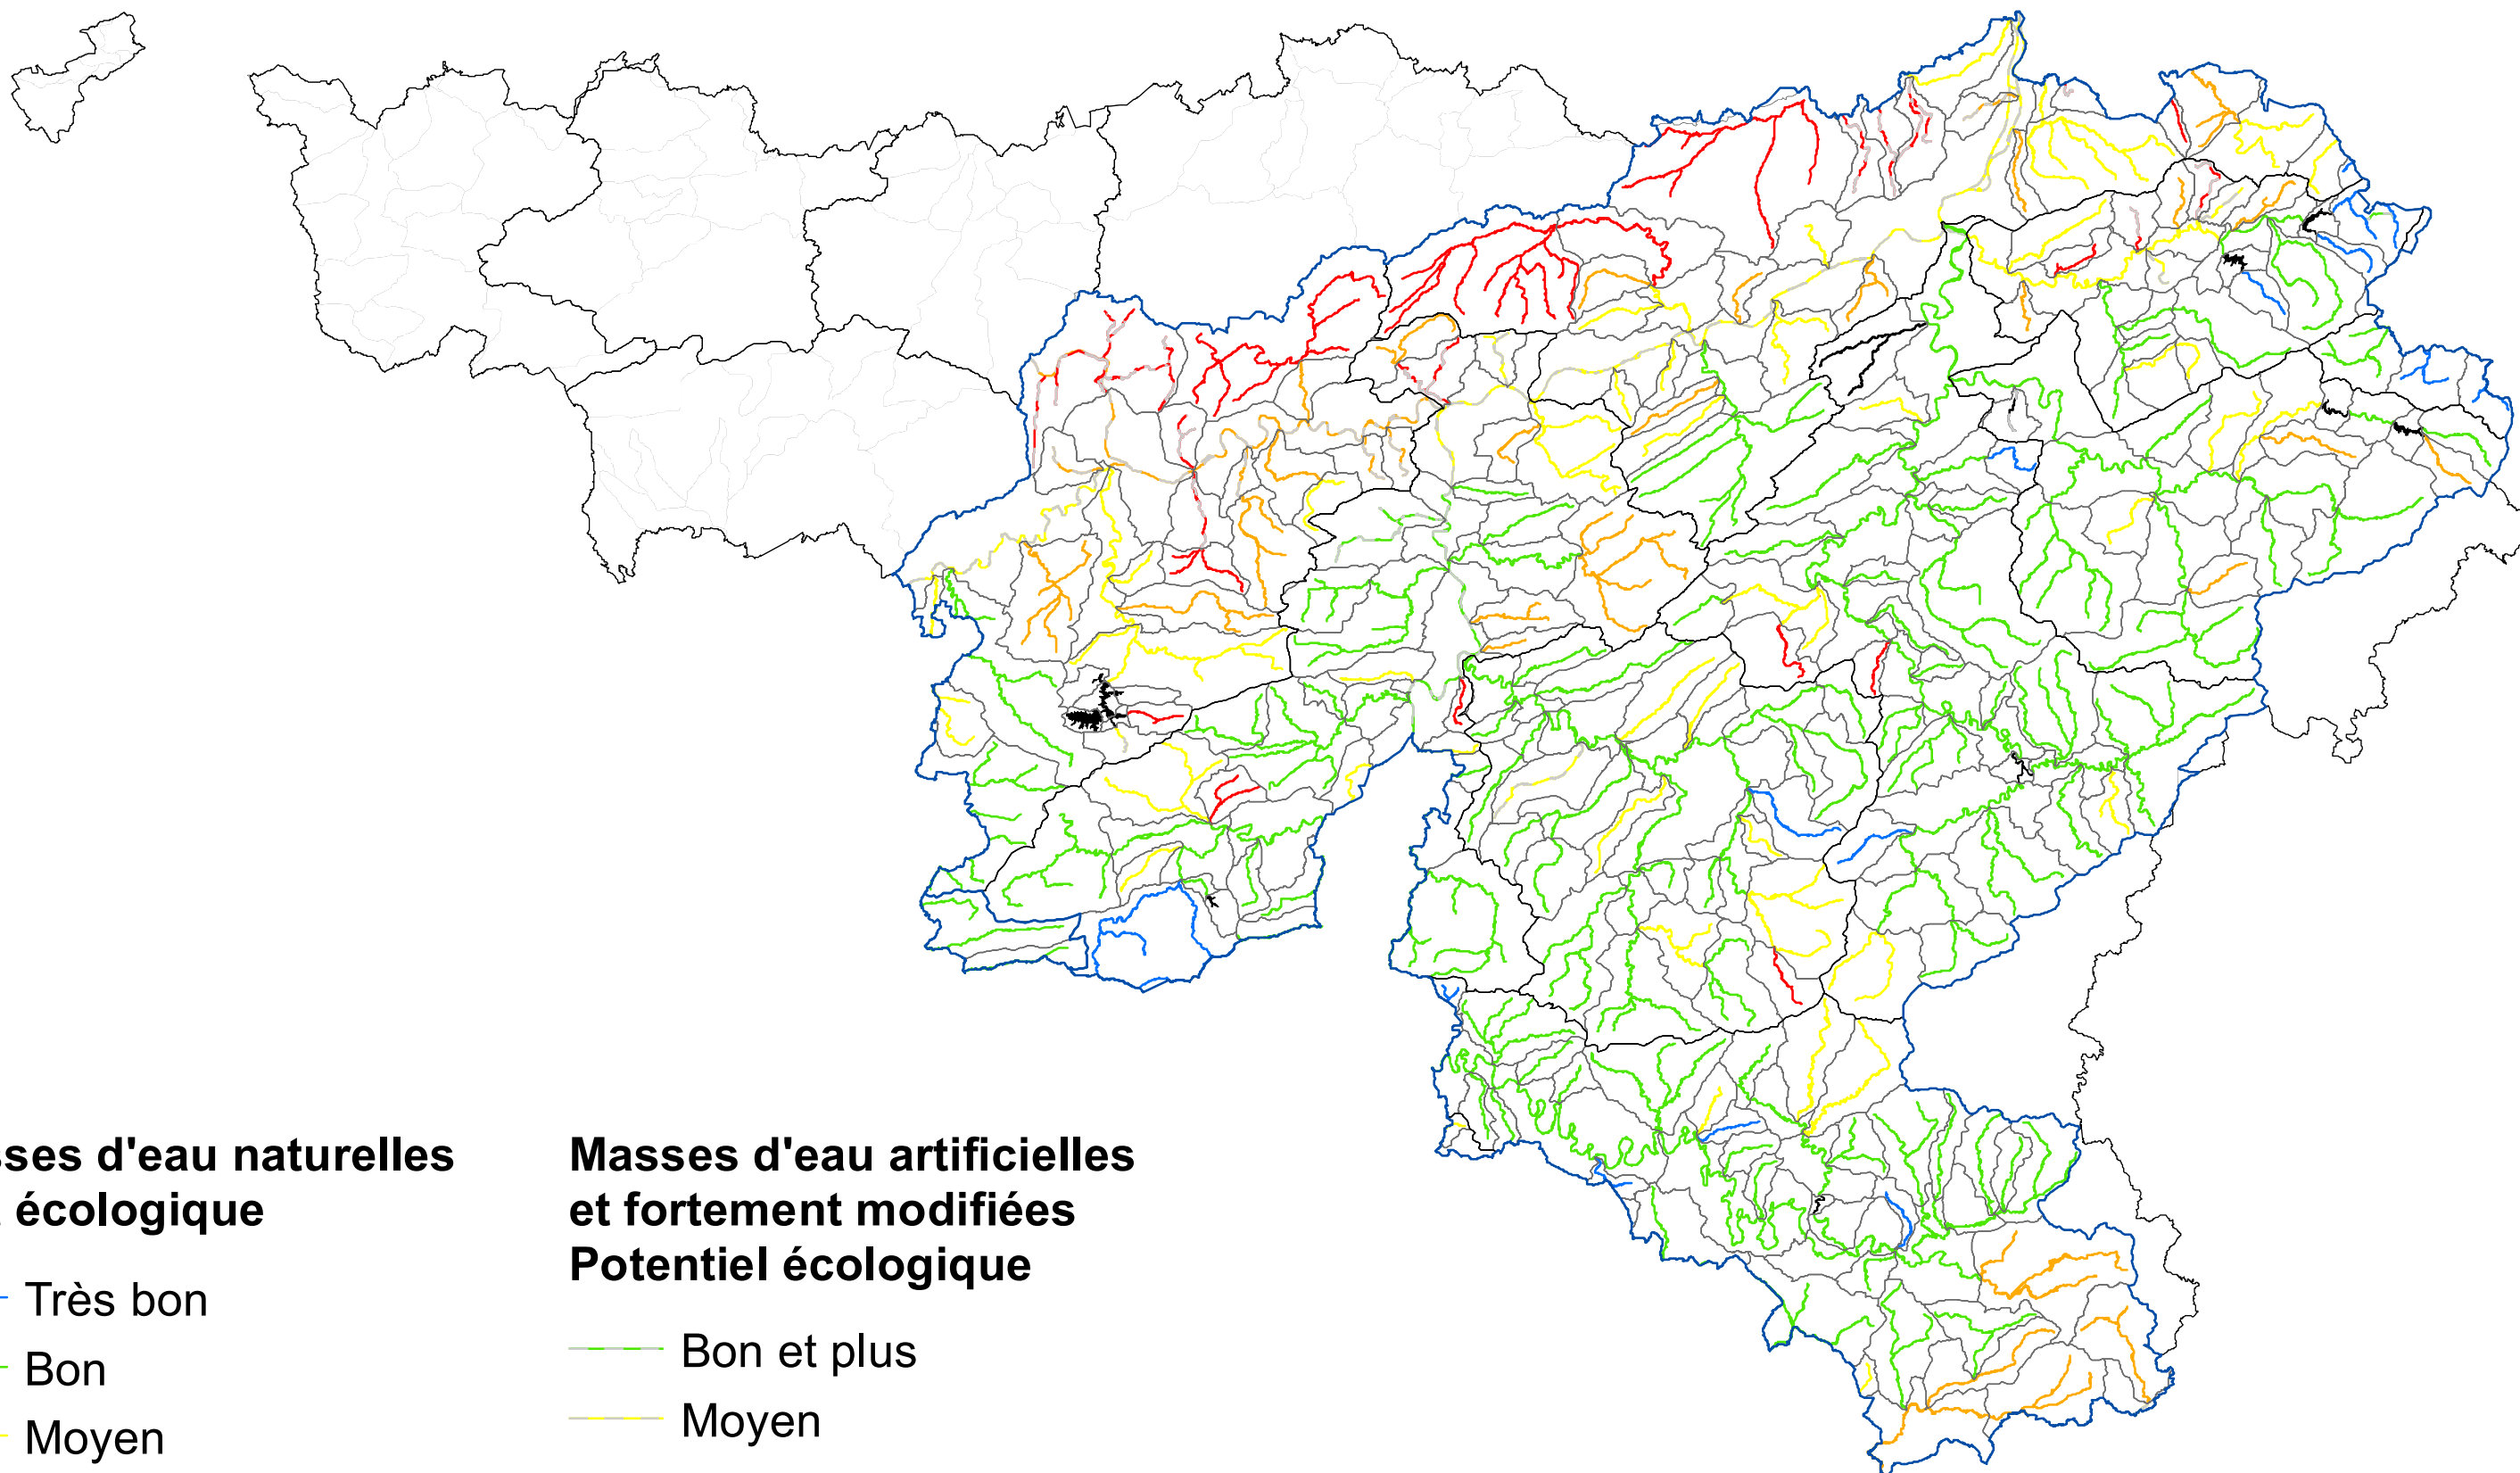 sses d'eau naturelles
écologique
Très bon
Bon
Moyen
Masses d'eau artificielles
et fortement modifiées
Potentiel écologique
Bon et plus
Moyen